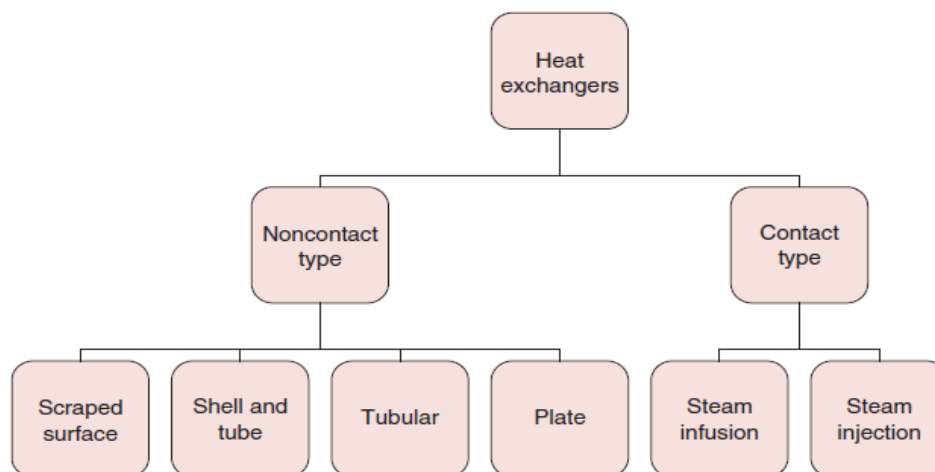 Heat
exchangers
Noncontact
type
Contact
type
Scraped
surface
Shell and
tube
Tubular
Plate
Steam
infusion
Steam
injection